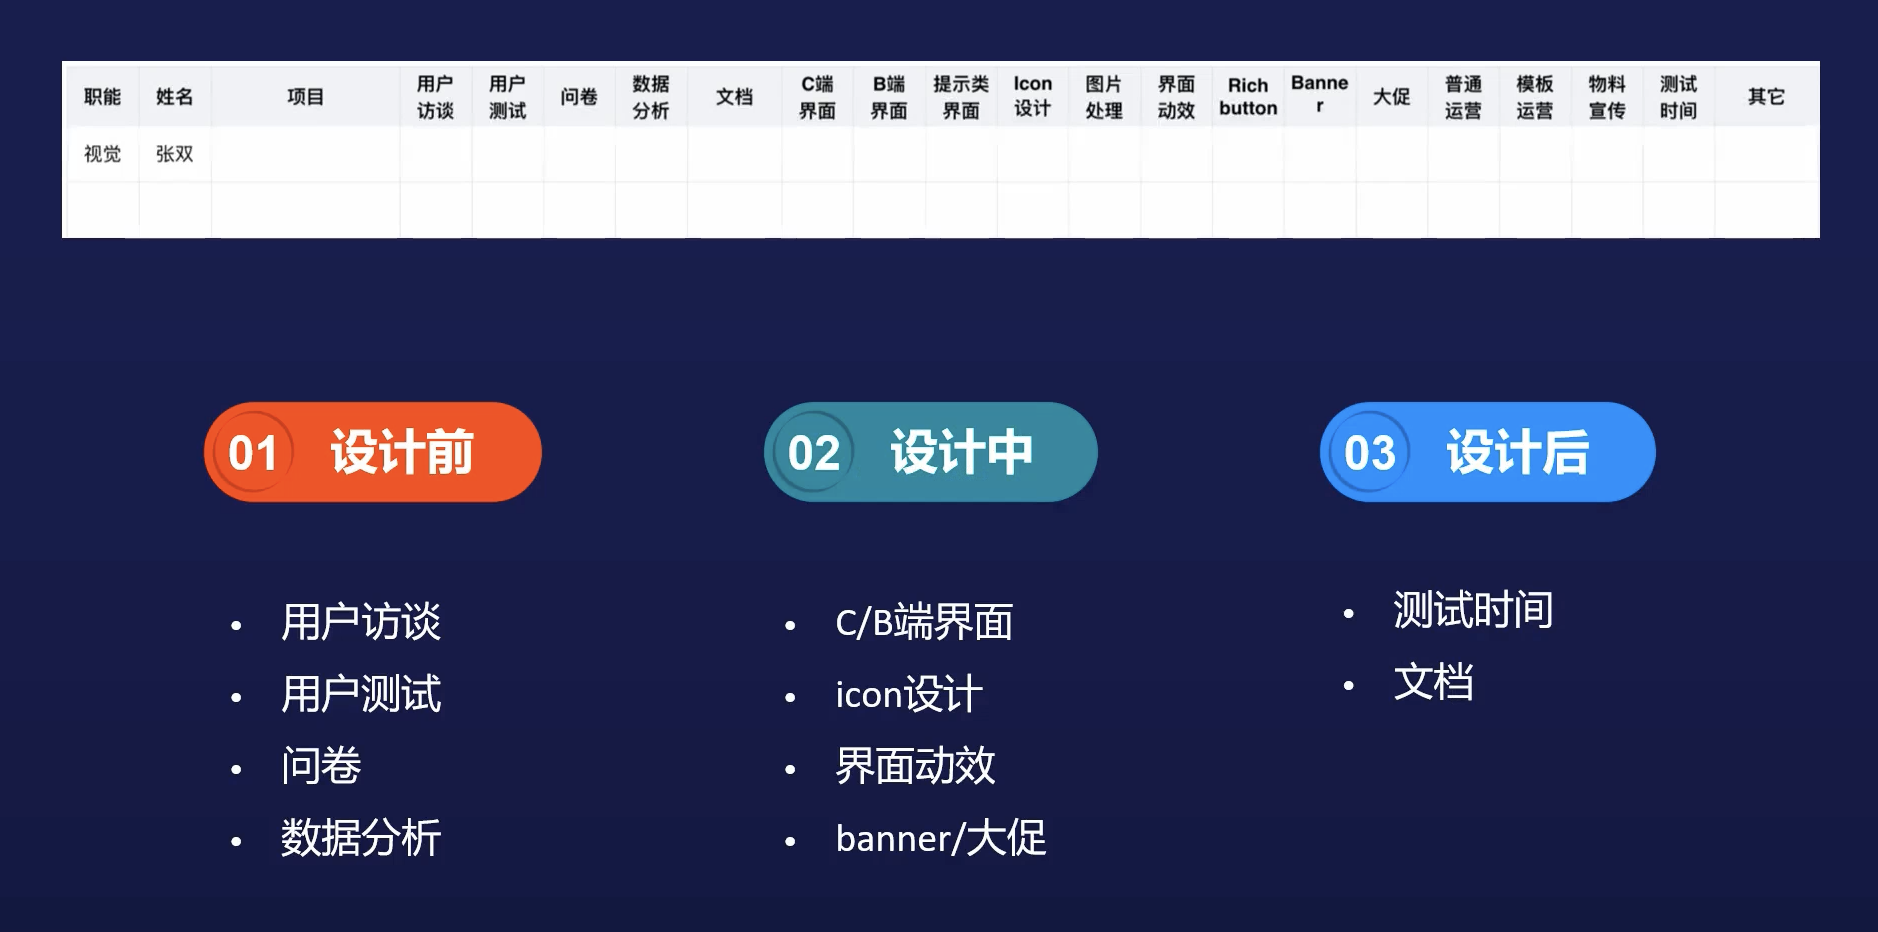 职能 姓名 项目 用户访谈 用户测试 问卷 数据分析 文档 C端界面 B端界面 提示类界面 Icon设计 图片处理 界面动效 Rich button Banner 大促 普通运营 模板运营 物料宣传 测试时间 其它
视觉 张双
01 设计前
• 用户访谈
• 用户测试
• 问卷
• 数据分析
02 设计中
• C/B端界面
• icon设计
• 界面动效
• banner/大促
03 设计后
• 测试时间
• 文档